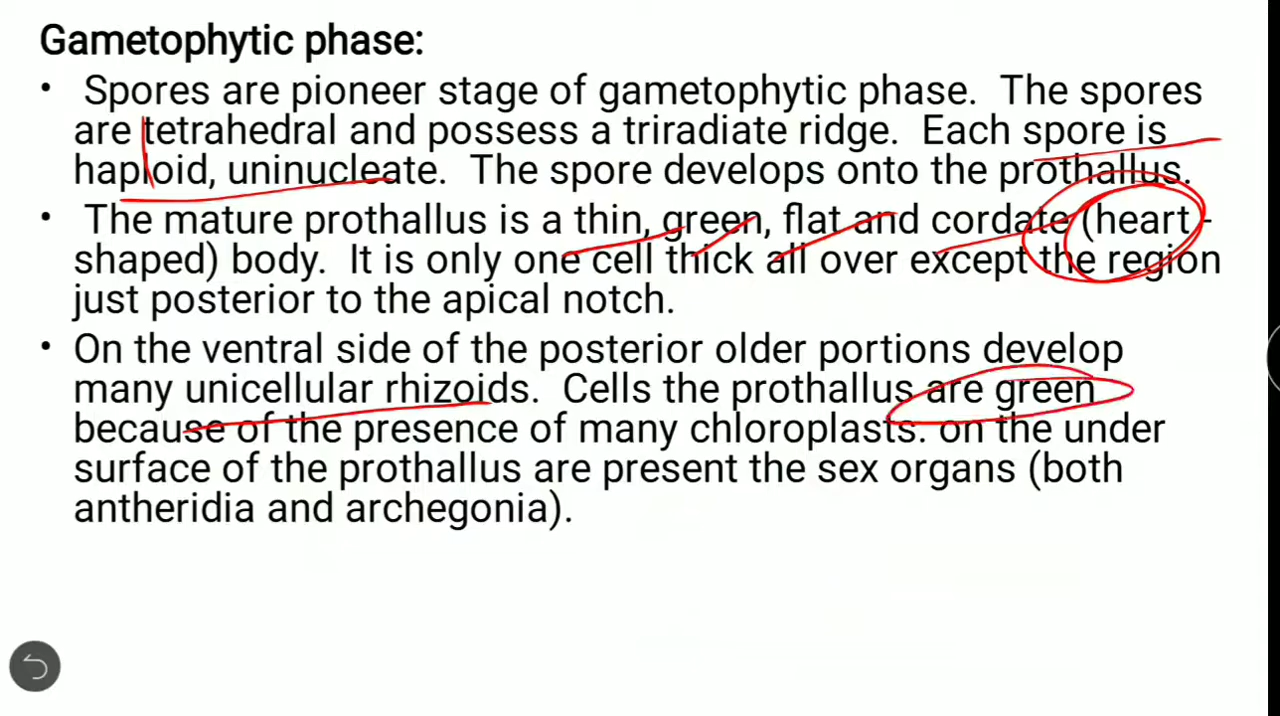 Gametophytic phase:
• Spores are pioneer stage of gametophytic phase. The spores
are tetrahedral and possess a triradiate ridge. Each spore is
haploid, uninucleate. The spore develops onto the prothallus.
• The mature prothallus is a thin, green, flat and cordate (heart -
shaped) body. It is only one cell thick all over except the region
just posterior to the apical notch.
• On the ventral side of the posterior older portions develop
many unicellular rhizoids. Cells the prothallus are green
because of the presence of many chloroplasts. on the under
surface of the prothallus are present the sex organs (both
antheridia and archegonia).